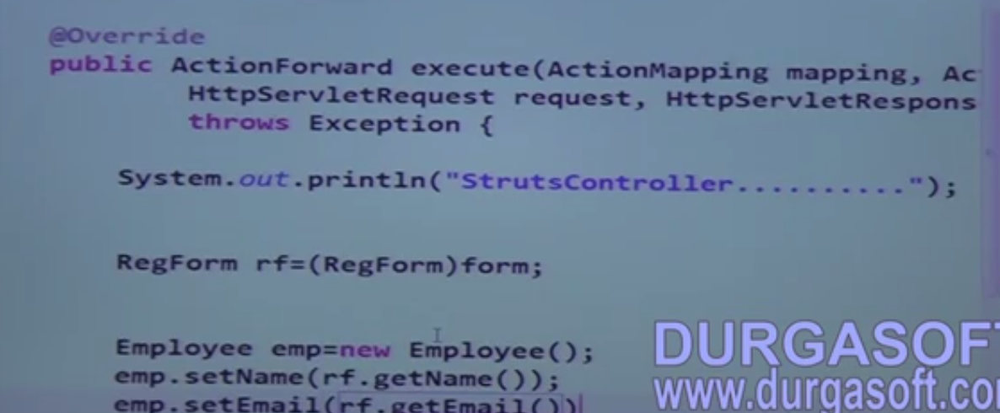 @Override
public ActionForward execute(ActionMapping mapping, Ac
HttpServletRequest request, HttpServletRespons
throws Exception {
System.out.println("StrutsController..........");
RegForm rf=(RegForm)form;
Employee emp=new Employee();
emp.setName(rf.getName());
emp.setEmail(rf.getEmail())
DURGASOFT
www.durgasoft.co